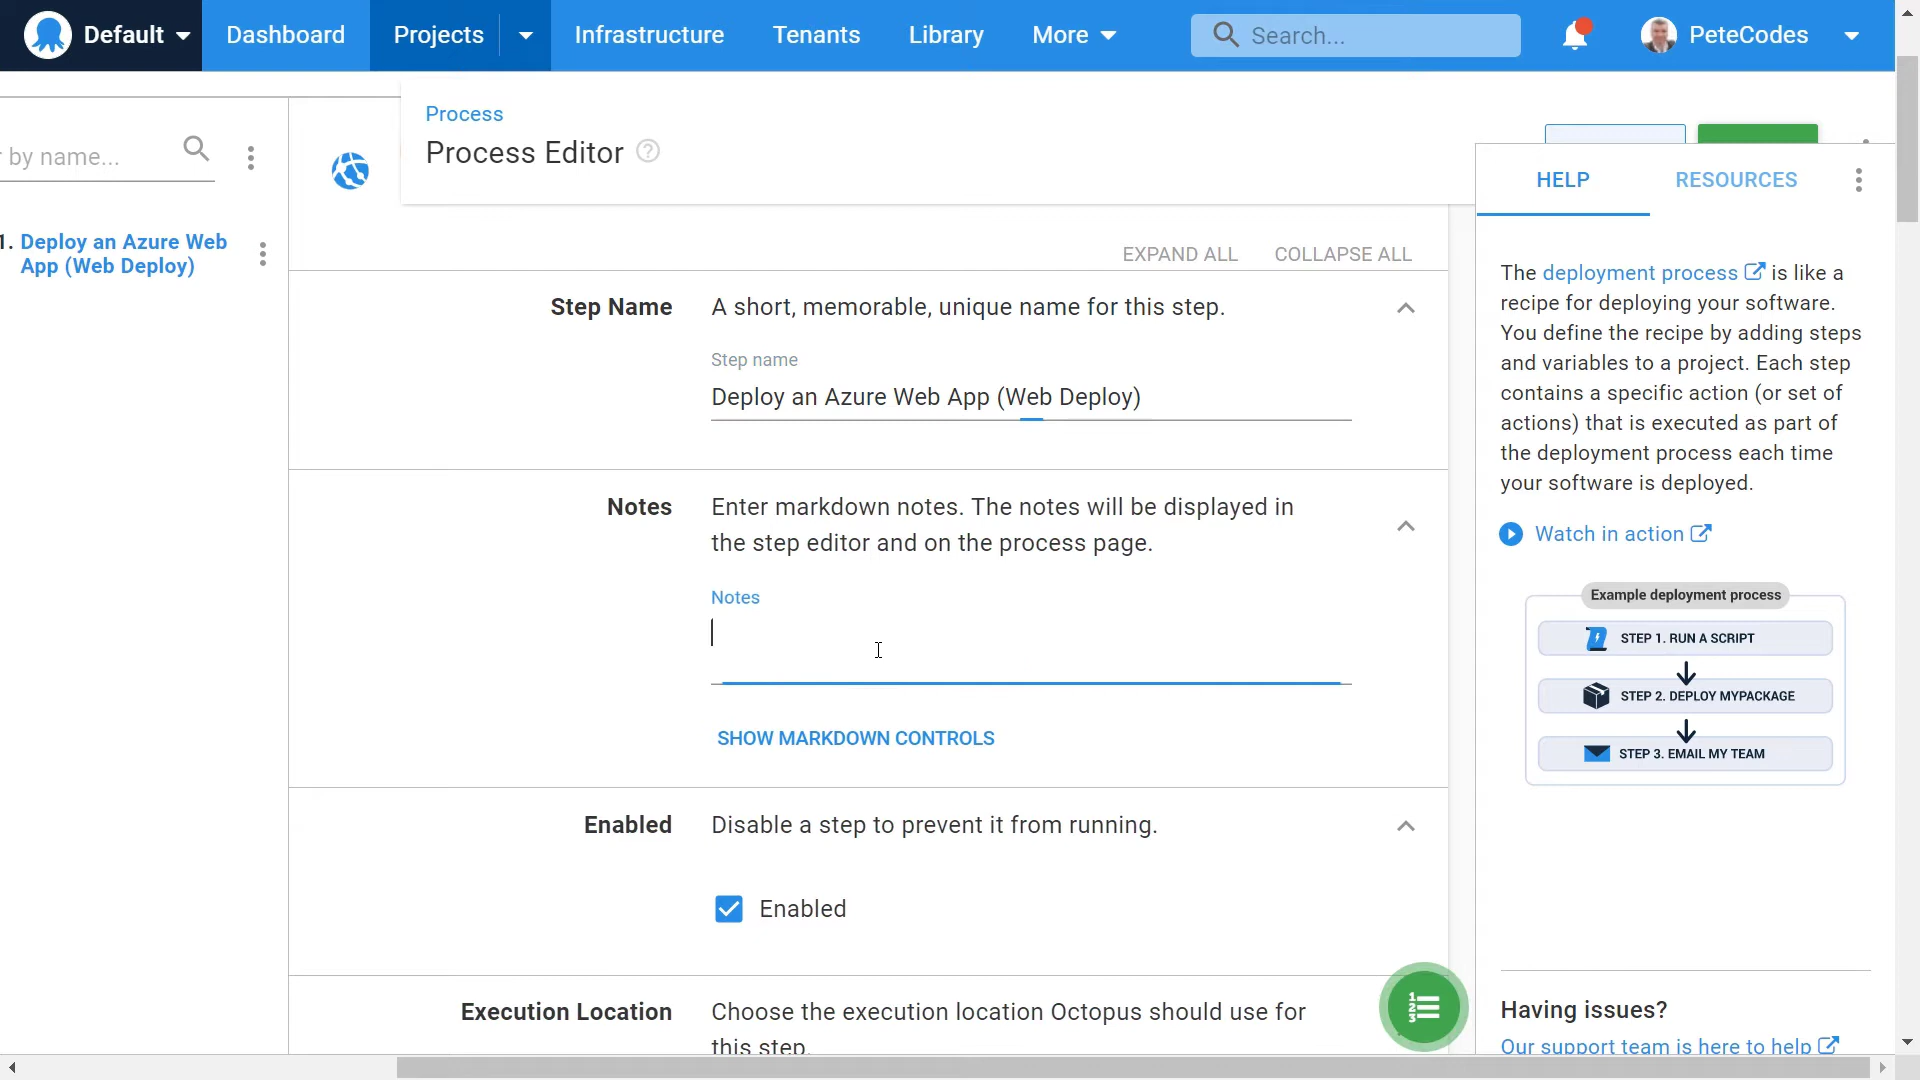 Default
Dashboard
Projects
Infrastructure
Tenants
Library
More
Search...
PeteCodes
by name...
Process
Process Editor
HELP
RESOURCES
1. Deploy an Azure Web
App (Web Deploy)
EXPAND ALL
COLLAPSE ALL
Step Name
A short, memorable, unique name for this step.
Step name
Deploy an Azure Web App (Web Deploy)
Notes
Enter markdown notes. The notes will be displayed in
the step editor and on the process page.
Notes
SHOW MARKDOWN CONTROLS
Enabled
Disable a step to prevent it from running.
Enabled
Execution Location
Choose the execution location Octopus should use for
this step.
The deployment process is like a
recipe for deploying your software.
You define the recipe by adding steps
and variables to a project. Each step
contains a specific action (or set of
actions) that is executed as part of
the deployment process each time
your software is deployed.
Watch in action
Example deployment process
STEP 1. RUN A SCRIPT
STEP 2. DEPLOY MYPACKAGE
STEP 3. EMAIL MY TEAM
1
2
3
Having issues?
Our support team is here to help